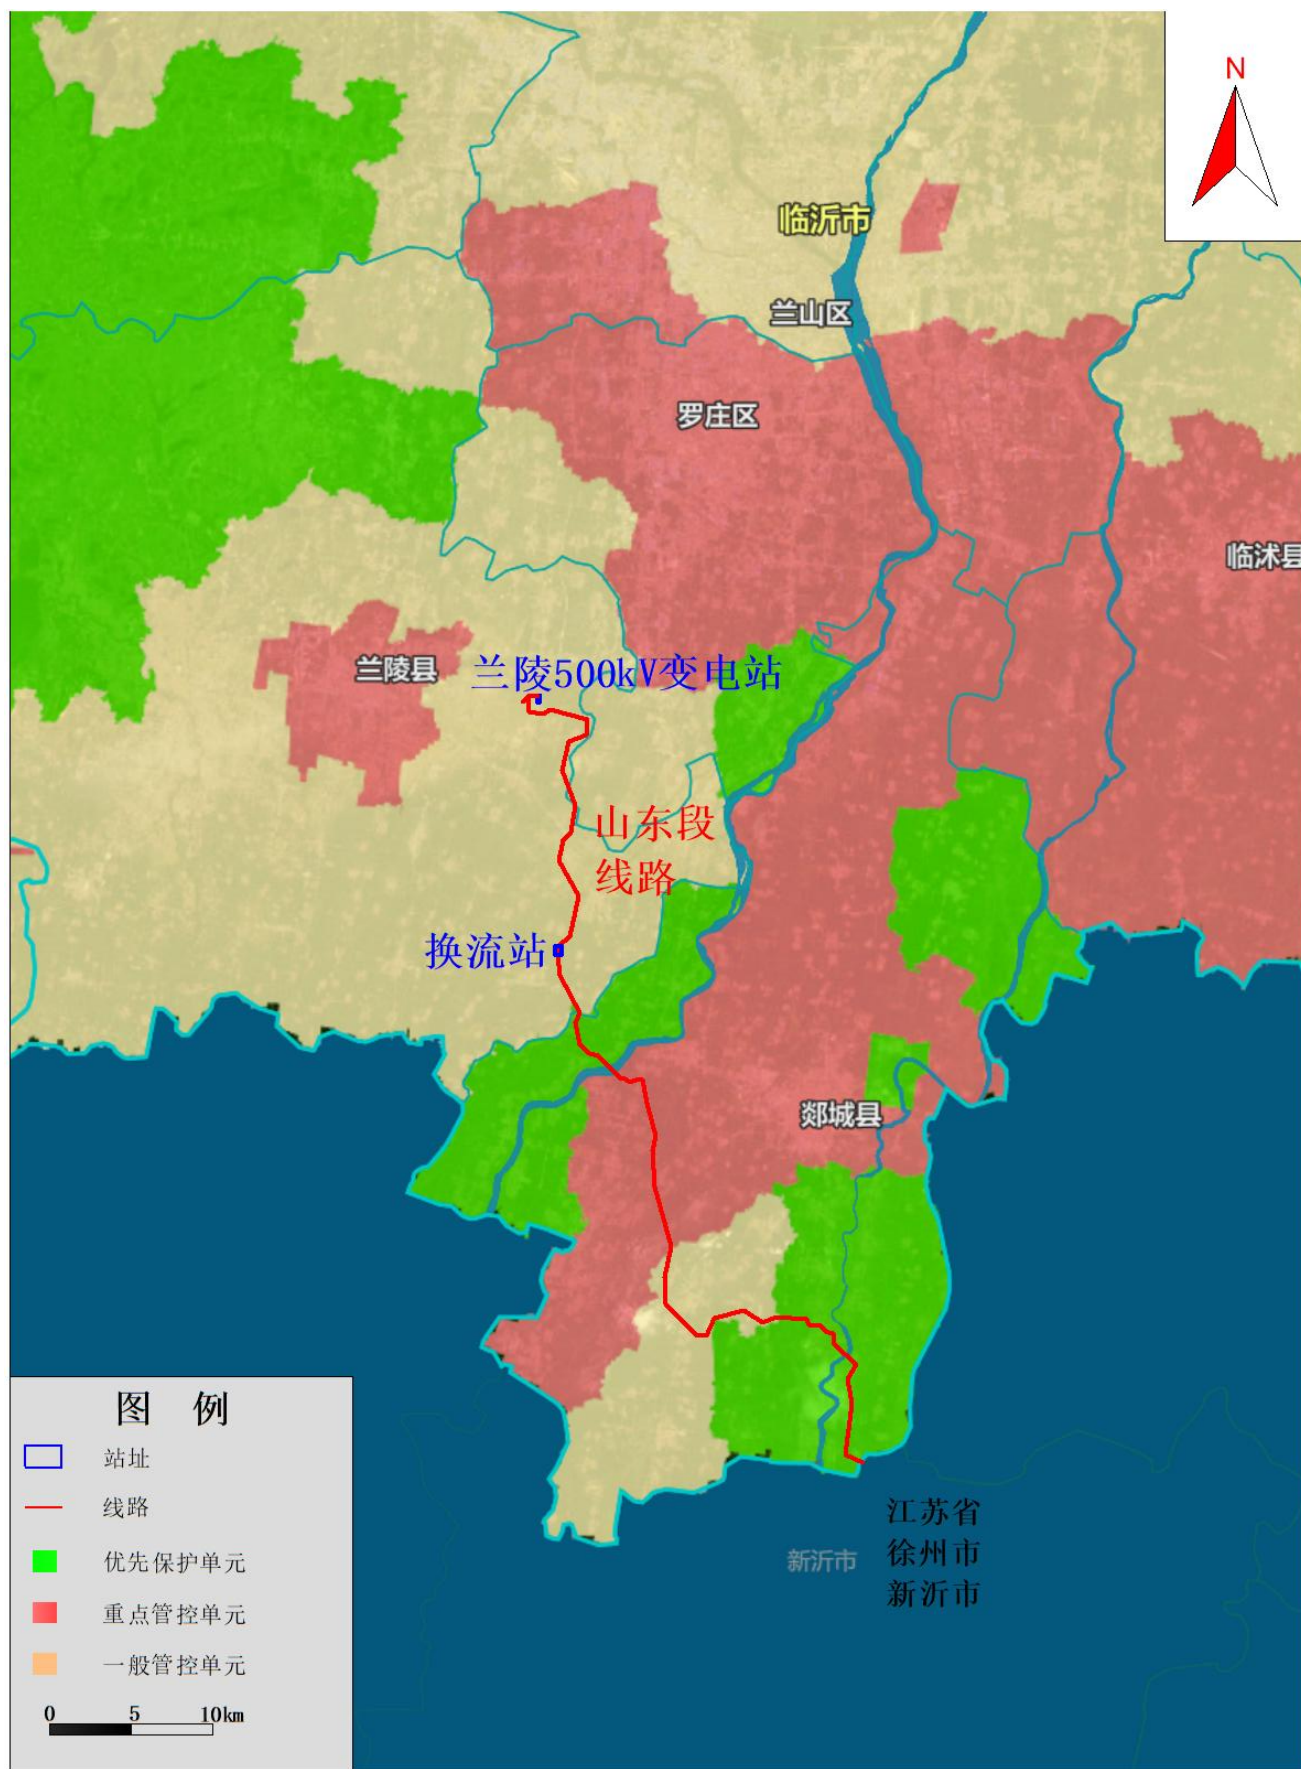 N
临沂市
兰山区
罗庄区
临沭县
兰陵县
兰陵500kV变电站
山东段
线路
换流站
郯城县
图 例
站址
线路
优先保护单元
重点管控单元
一般管控单元
0 5 10km
江苏省
徐州市
新沂市
新沂市